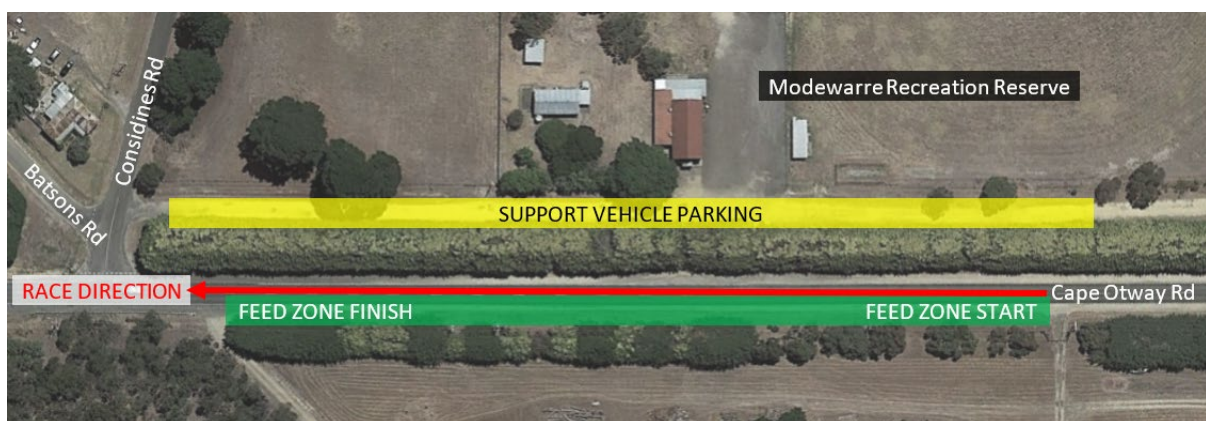 Modewarre Recreation Reserve
Considines Rd
Batsons Rd
SUPPORT VEHICLE PARKING
RACE DIRECTION
Cape Otway Rd
FEED ZONE FINISH
FEED ZONE START